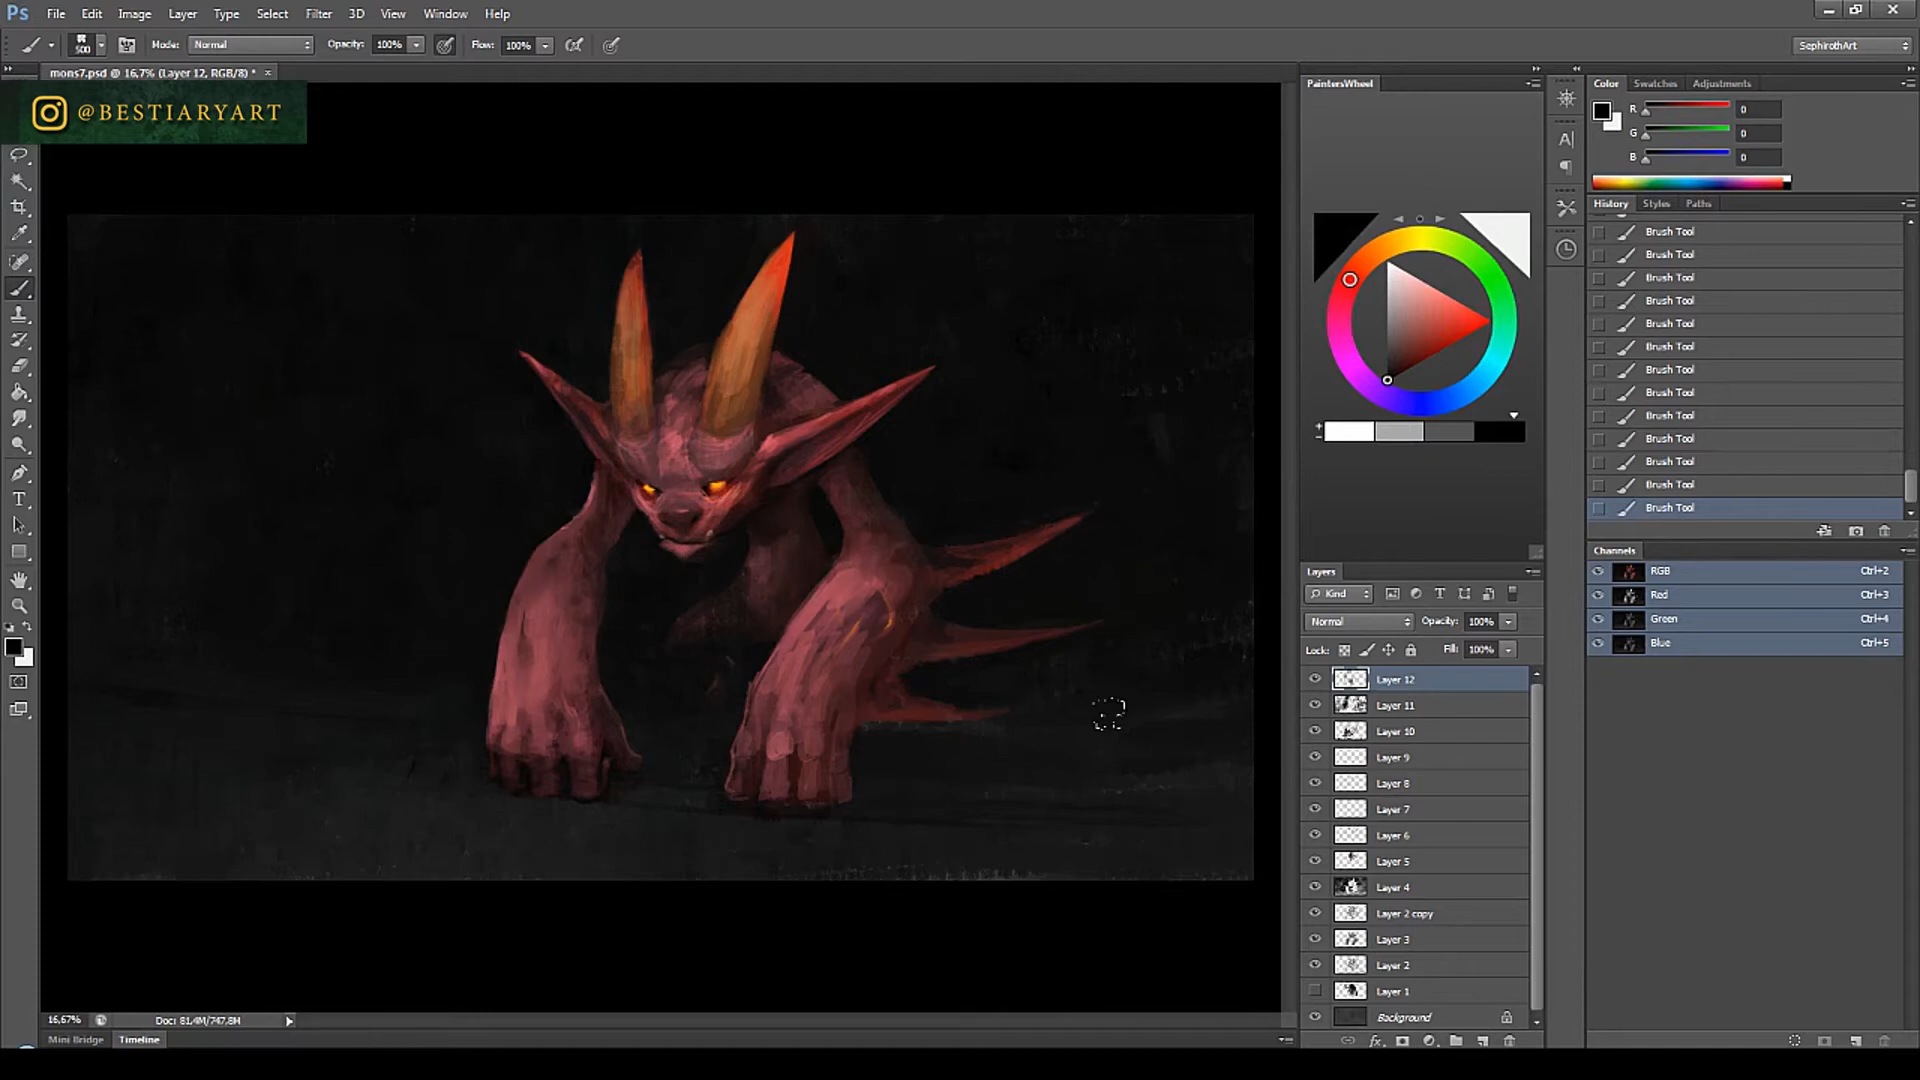 Ps File Edit Image Layer Type Select Filter 3D View Window Help
500 Mode: Normal Opacity: 100% Flow: 100% SephirothArt
mons7.psd @ 16,7% (Layer 12, RGB/8) * ×
@BESTIARYART
PaintersWheel
Color Swatches Adjustments
R 0
G 0
B 0
History Styles Paths
Brush Tool
Brush Tool
Brush Tool
Brush Tool
Brush Tool
Brush Tool
Brush Tool
Brush Tool
Brush Tool
Brush Tool
Brush Tool
Brush Tool
Brush Tool
Channels
RGB Ctrl+2
Red Ctrl+3
Green Ctrl+4
Blue Ctrl+5
Layers
Kind
Normal Opacity: 100%
Lock: Fill: 100%
Layer 12
Layer 11
Layer 10
Layer 9
Layer 8
Layer 7
Layer 6
Layer 5
Layer 4
Layer 2 copy
Layer 3
Layer 2
Layer 1
Background
16,67% Doc: 81,4M/747,8M
Mini Bridge Timeline